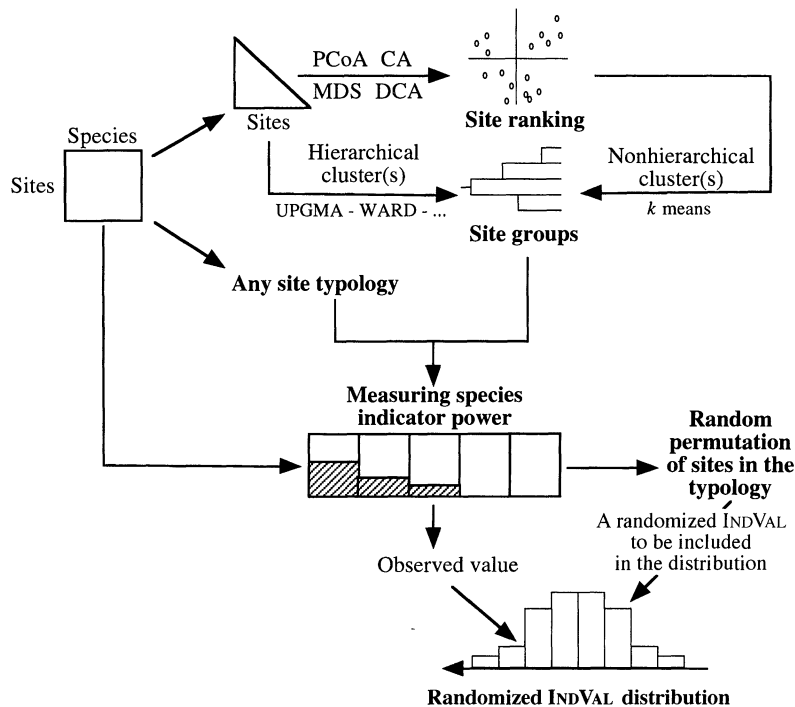 PCoA CA
MDS DCA
Sites
Site ranking
Species
Sites
Hierarchical
cluster(s)
UPGMA - WARD - ...
Nonhierarchical
cluster(s)
k means
Site groups
Any site typology
Measuring species
indicator power
Random
permutation
of sites in the
typology
A randomized INDVAL
to be included
in the distribution
Observed value
Randomized INDVAL distribution